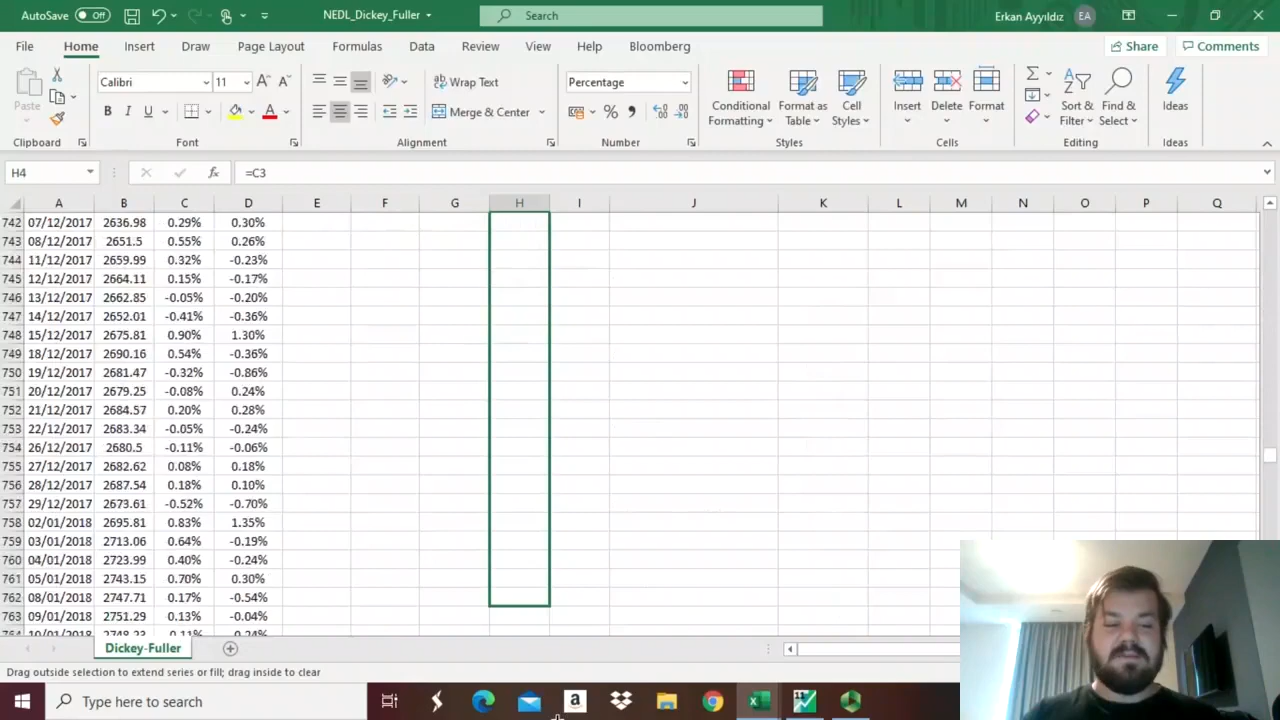 AutoSave Off NEDL_Dickey_Fuller Search Erkan Ayyıldız EA
File Home Insert Draw Page Layout Formulas Data Review View Help Bloomberg Share Comments
Paste Calibri 11 Wrap Text Merge & Center Percentage Conditional Formatting Format as Table Cell Styles Insert Delete Format Sort & Filter Find & Select Ideas
Clipboard Font Alignment Number Styles Cells Editing Ideas
H4 fx =C3
A B C D E F G H I J K L M N O P Q
742 07/12/2017 2636.98 0.29% 0.30%
743 08/12/2017 2651.5 0.55% 0.26%
744 11/12/2017 2659.99 0.32% -0.23%
745 12/12/2017 2664.11 0.15% -0.17%
746 13/12/2017 2662.85 -0.05% -0.20%
747 14/12/2017 2652.01 -0.41% -0.36%
748 15/12/2017 2675.81 0.90% 1.30%
749 18/12/2017 2690.16 0.54% -0.36%
750 19/12/2017 2681.47 -0.32% -0.86%
751 20/12/2017 2679.25 -0.08% 0.24%
752 21/12/2017 2684.57 0.20% 0.28%
753 22/12/2017 2683.34 -0.05% -0.24%
754 26/12/2017 2680.5 -0.11% -0.06%
755 27/12/2017 2682.62 0.08% 0.18%
756 28/12/2017 2687.54 0.18% 0.10%
757 29/12/2017 2673.61 -0.52% -0.70%
758 02/01/2018 2695.81 0.83% 1.35%
759 03/01/2018 2713.06 0.64% -0.19%
760 04/01/2018 2723.99 0.40% -0.24%
761 05/01/2018 2743.15 0.70% 0.30%
762 08/01/2018 2747.71 0.17% -0.54%
763 09/01/2018 2751.29 0.13% -0.04%
764 10/01/2018 2748.23 -0.11% -0.24%
Dickey-Fuller
Drag outside selection to extend series or fill; drag inside to clear
Type here to search